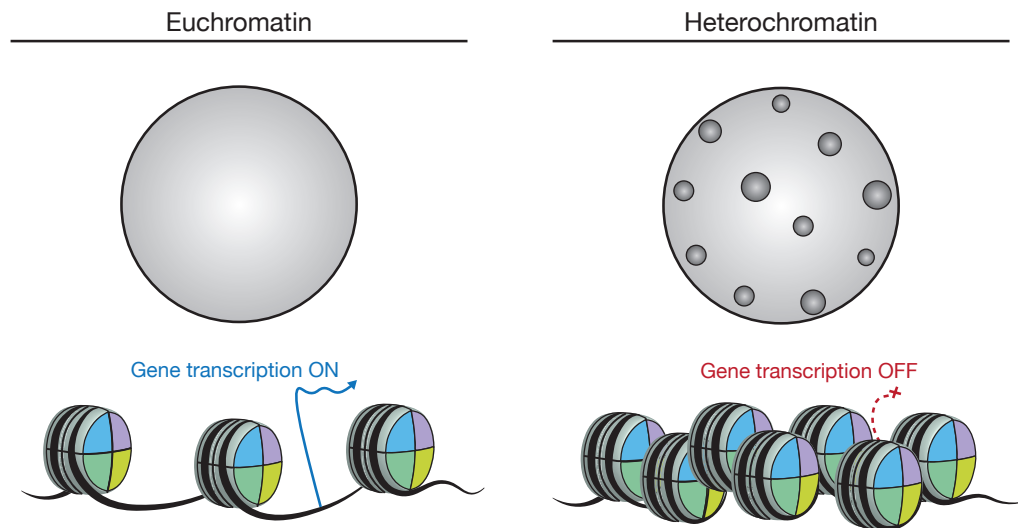 Euchromatin
Heterochromatin
Gene transcription ON
Gene transcription OFF